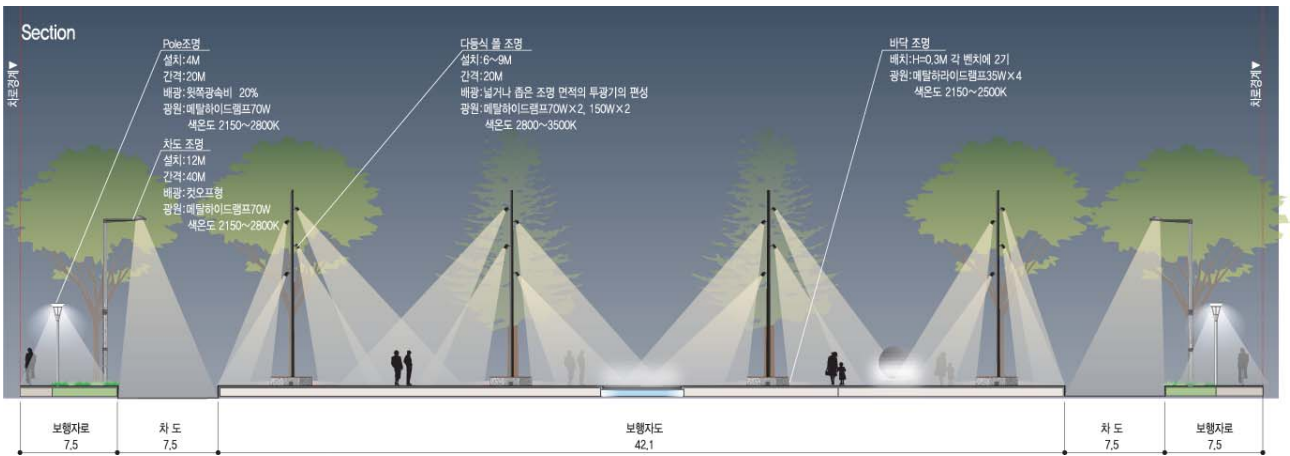 Section
차로경계▼
Pole조명
설치:4M
간격:20M
배광:윗쪽광속비 20%
광원:메탈하이드램프70W
색온도 2150~2800K
차도 조명
설치:12M
간격:40M
배광:컷오프형
광원:메탈하이드램프70W
색온도 2150~2800K
다등식 폴 조명
설치:6~9M
간격:20M
배광:넓거나 좁은 조명 면적의 투광기의 편성
광원:메탈하이드램프70W×2, 150W×2
색온도 2800~3500K
바닥 조명
배치:H=0.3M 각 벤치에 2기
광원:메탈하라이드램프35W×4
색온도 2150~2500K
차로경계▼
보행자로
7.5
차 도
7.5
보행자도
42.1
차 도
7.5
보행자로
7.5